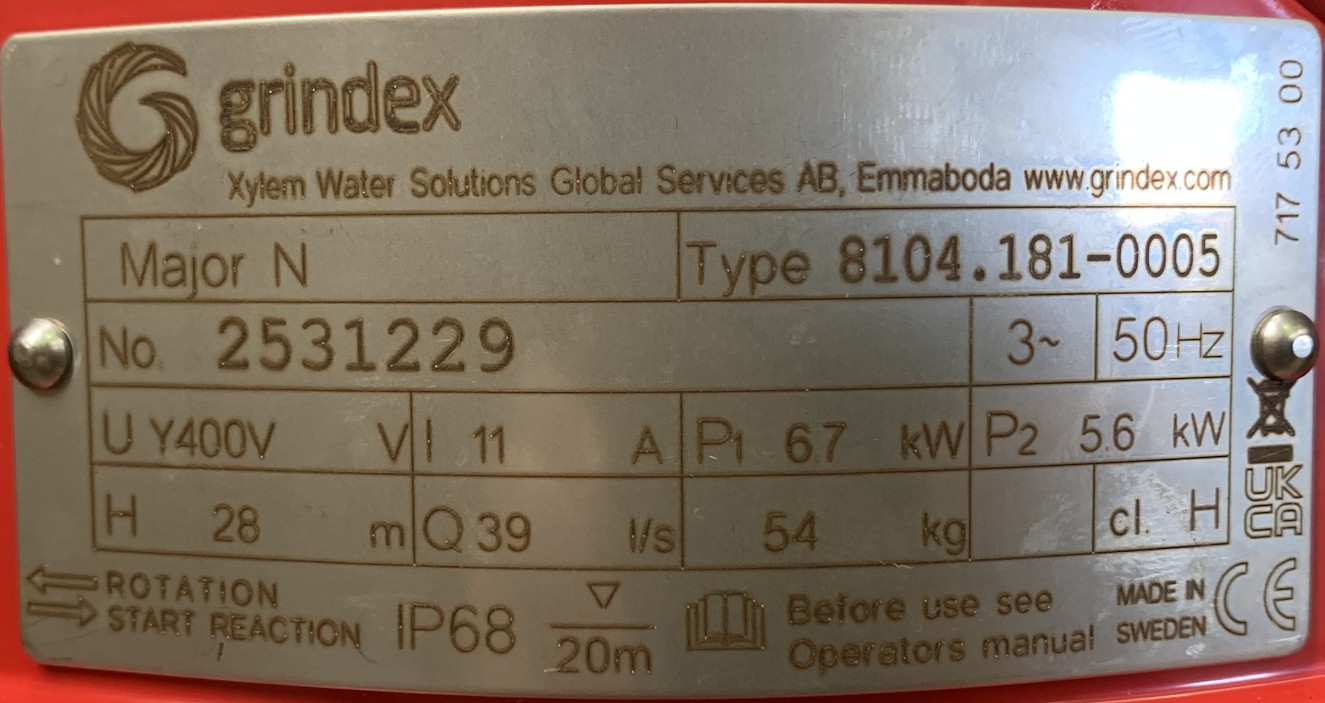 grindex
Xylem Water Solutions Global Services AB, Emmaboda www.grindex.com
717 53 00
Major N Type 8104.181-0005
No. 2531229 3~ 50Hz
U Y400V V I 11 A P1 6.7 kW P2 5.6 kW
H 28 m Q 39 l/s 54 kg cl. H
UK
CA
ROTATION
START REACTION
IP68
20m
Before use see
Operators manual
MADE IN
SWEDEN
CE